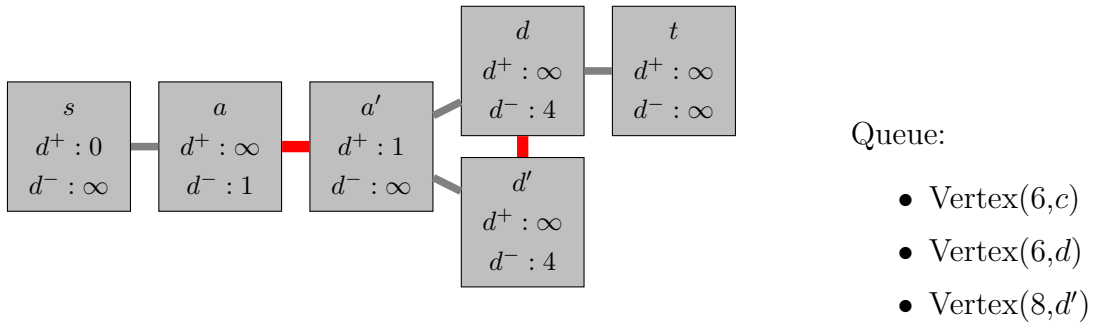 s
d⁺ : 0
d⁻ : ∞
a
d⁺ : ∞
d⁻ : 1
a′
d⁺ : 1
d⁻ : ∞
d
d⁺ : ∞
d⁻ : 4
t
d⁺ : ∞
d⁻ : ∞
d′
d⁺ : ∞
d⁻ : 4
Queue:
• Vertex(6,c)
• Vertex(6,d)
• Vertex(8,d′)